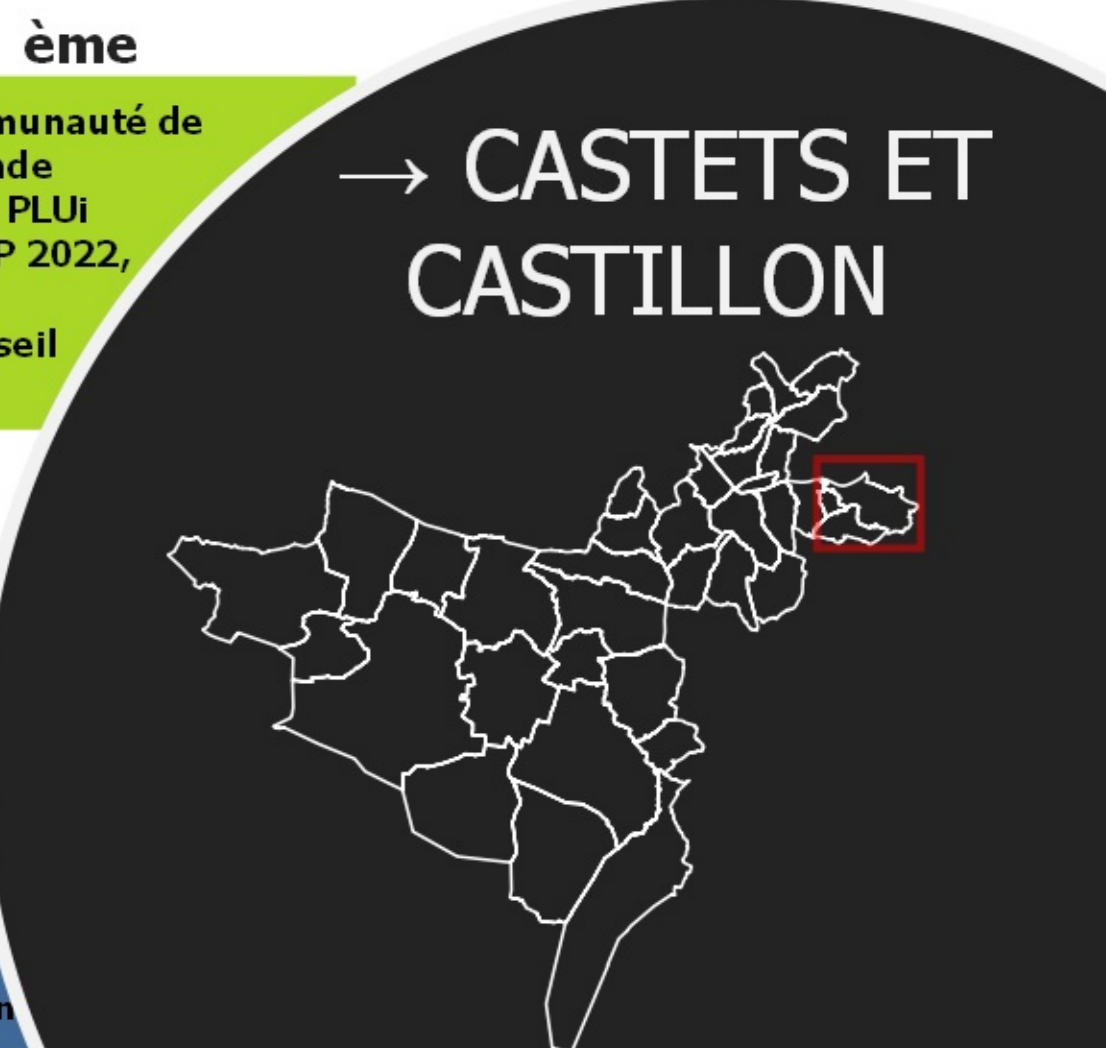 ème
munauté de
nde
PLUi
P 2022,
seil
→ CASTETS ET
CASTILLON
n